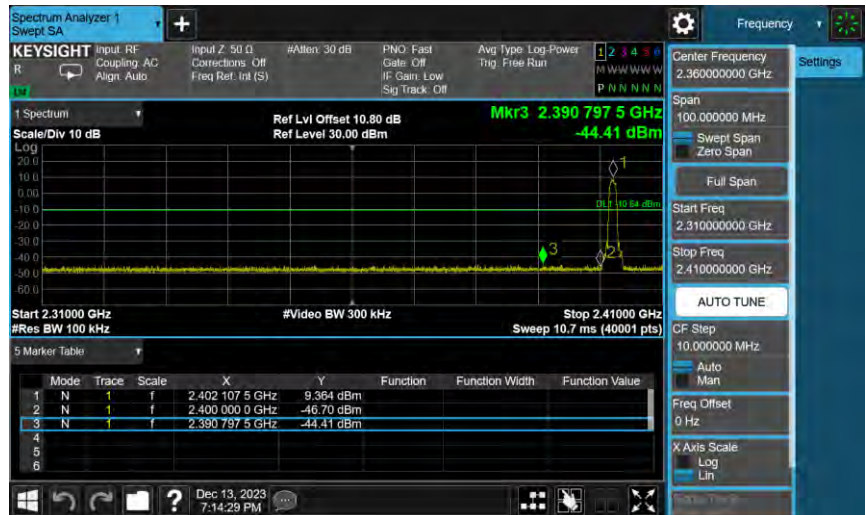 Spectrum Analyzer 1
Swept SA
+
Frequency
KEYSIGHT Input: RF Input Z: 50 Ω #Atten: 30 dB PNO: Fast Avg Type: Log-Power 1 2 3 4 5 6
R Coupling: AC Corrections: Off Gate: Off Trig: Free Run M W W W W W
Align: Auto Freq Ref: Int (S) IF Gain: Low
Sig Track: Off P N N N N N
LM
Settings
1 Spectrum
Ref Lvl Offset 10.80 dB
Mkr3 2.390 797 5 GHz
Scale/Div 10 dB
Ref Level 30.00 dBm
-44.41 dBm
Log
20.0
10.0
0.00
-10.0
-20.0
-30.0
-40.0
-50.0
-60.0
1
2
3
Start 2.31000 GHz #Video BW 300 kHz Stop 2.41000 GHz
#Res BW 100 kHz Sweep 10.7 ms (40001 pts)
5 Marker Table
Mode Trace Scale X Y Function Function Width Function Value
1 N 1 f 2.402 107 5 GHz 9.364 dBm
2 N 1 f 2.400 000 0 GHz -46.70 dBm
3 N 1 f 2.390 797 5 GHz -44.41 dBm
4
5
6
? Dec 13, 2023
7:14:29 PM
Center Frequency
2.360000000 GHz
Span
100.000000 MHz
Swept Span
Zero Span
Full Span
Start Freq
2.310000000 GHz
Stop Freq
2.410000000 GHz
AUTO TUNE
CF Step
10.000000 MHz
Auto
Man
Freq Offset
0 Hz
X Axis Scale
Log
Lin